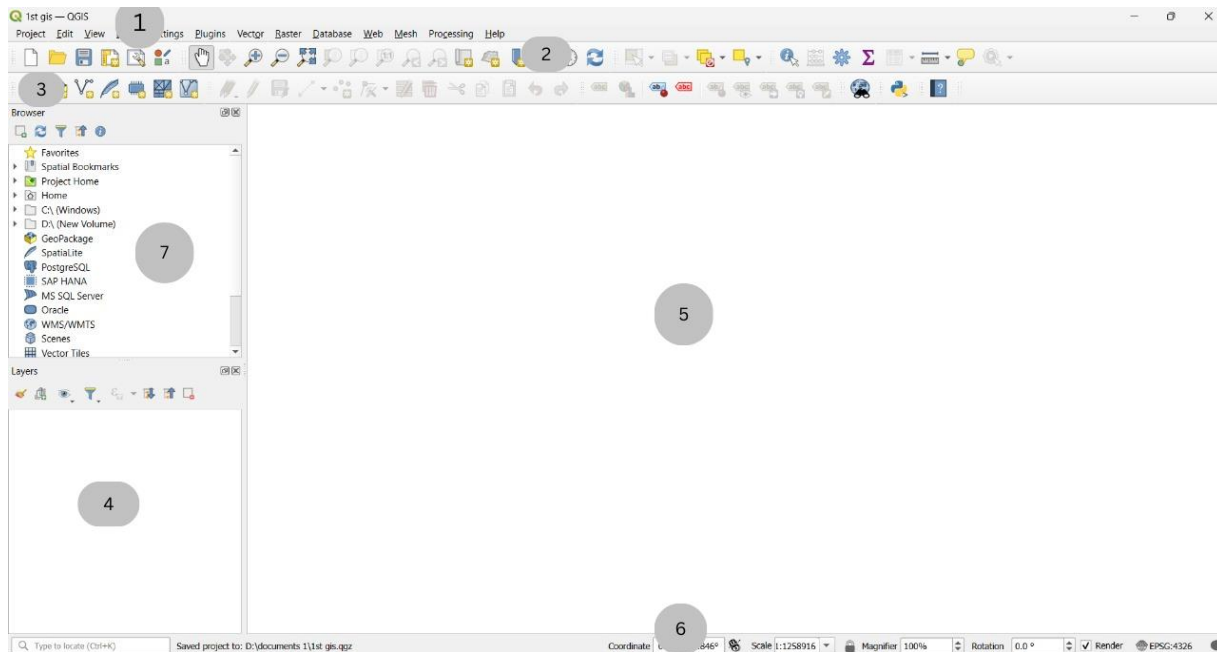 1st gis — QGIS
1
Project Edit View Settings Plugins Vector Raster Database Web Mesh Processing Help
2
3
abc
Browser
Favorites
Spatial Bookmarks
Project Home
Home
C:\ (Windows)
D:\ (New Volume)
7
GeoPackage
SpatiaLite
PostgreSQL
SAP HANA
MS SQL Server
Oracle
WMS/WMTS
Scenes
Vector Tiles
5
Layers
4
6
Type to locate (Ctrl+K) Saved project to: D:\documents 1\1st gis.qgz Coordinate Scale 1:1258916 Magnifier 100% Rotation 0.0 ° Render EPSG:4326